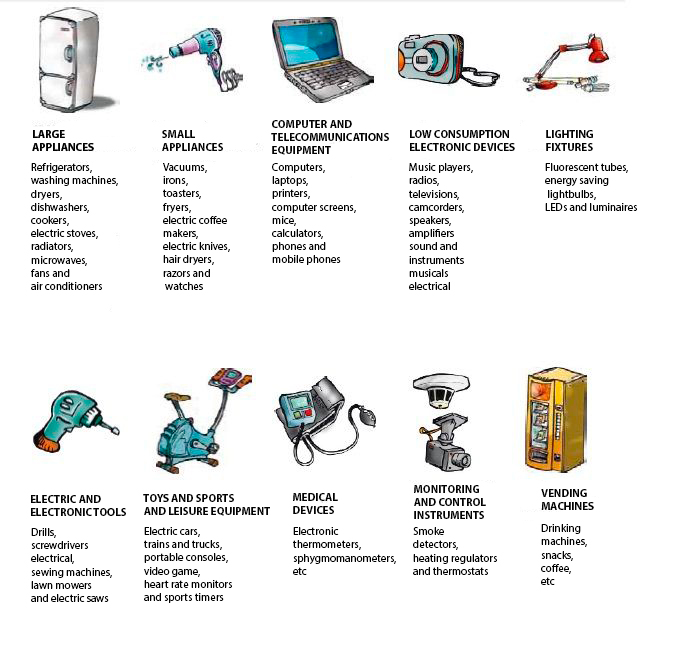 LARGE
APPLIANCES
Refrigerators,
washing machines,
dryers,
dishwashers,
cookers,
electric stoves,
radiators,
microwaves,
fans and
air conditioners
SMALL
APPLIANCES
Vacuums,
irons,
toasters,
fryers,
electric coffee
makers,
electric knives,
hair dryers,
razors and
watches
COMPUTER AND
TELECOMMUNICATIONS
EQUIPMENT
Computers,
laptops,
printers,
computer screens,
mice,
calculators,
phones and
mobile phones
LOW CONSUMPTION
ELECTRONIC DEVICES
Music players,
radios,
televisions,
camcorders,
speakers,
amplifiers
sound and
instruments
musicals
electrical
LIGHTING
FIXTURES
Fluorescent tubes,
energy saving
lightbulbs,
LEDs and luminaires
ELECTRIC AND
ELECTRONIC TOOLS
Drills,
screwdrivers
electrical,
sewing machines,
lawn mowers
and electric saws
TOYS AND SPORTS
AND LEISURE EQUIPMENT
Electric cars,
trains and trucks,
portable consoles,
video game,
heart rate monitors
and sports timers
MEDICAL
DEVICES
Electronic
thermometers,
sphygmomanometers,
etc
MONITORING
AND CONTROL
INSTRUMENTS
Smoke
detectors,
heating regulators
and thermostats
VENDING
MACHINES
Drinking
machines,
snacks,
coffee,
etc